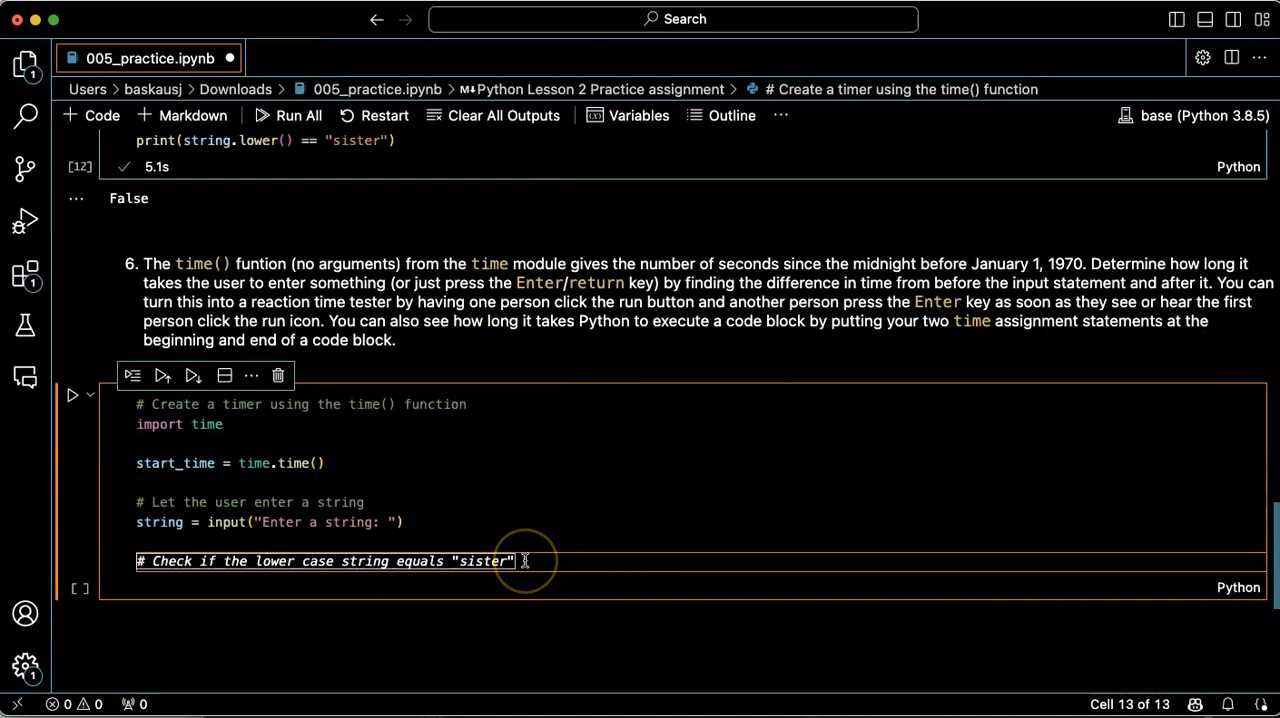 Search
005_practice.ipynb
Users > baskausj > Downloads > 005_practice.ipynb > M↓Python Lesson 2 Practice assignment > # Create a timer using the time() function
+ Code + Markdown Run All Restart Clear All Outputs Variables Outline ... base (Python 3.8.5)
print(string.lower() == "sister")
[12] 5.1s Python
... False
6. The time() funtion (no arguments) from the time module gives the number of seconds since the midnight before January 1, 1970. Determine how long it
takes the user to enter something (or just press the Enter/return key) by finding the difference in time from before the input statement and after it. You can
turn this into a reaction time tester by having one person click the run button and another person press the Enter key as soon as they see or hear the first
person click the run icon. You can also see how long it takes Python to execute a code block by putting your two time assignment statements at the
beginning and end of a code block.
# Create a timer using the time() function
import time
start_time = time.time()
# Let the user enter a string
string = input("Enter a string: ")
# Check if the lower case string equals "sister"
[ ] Python
0 0 0 Cell 13 of 13
1
1
1